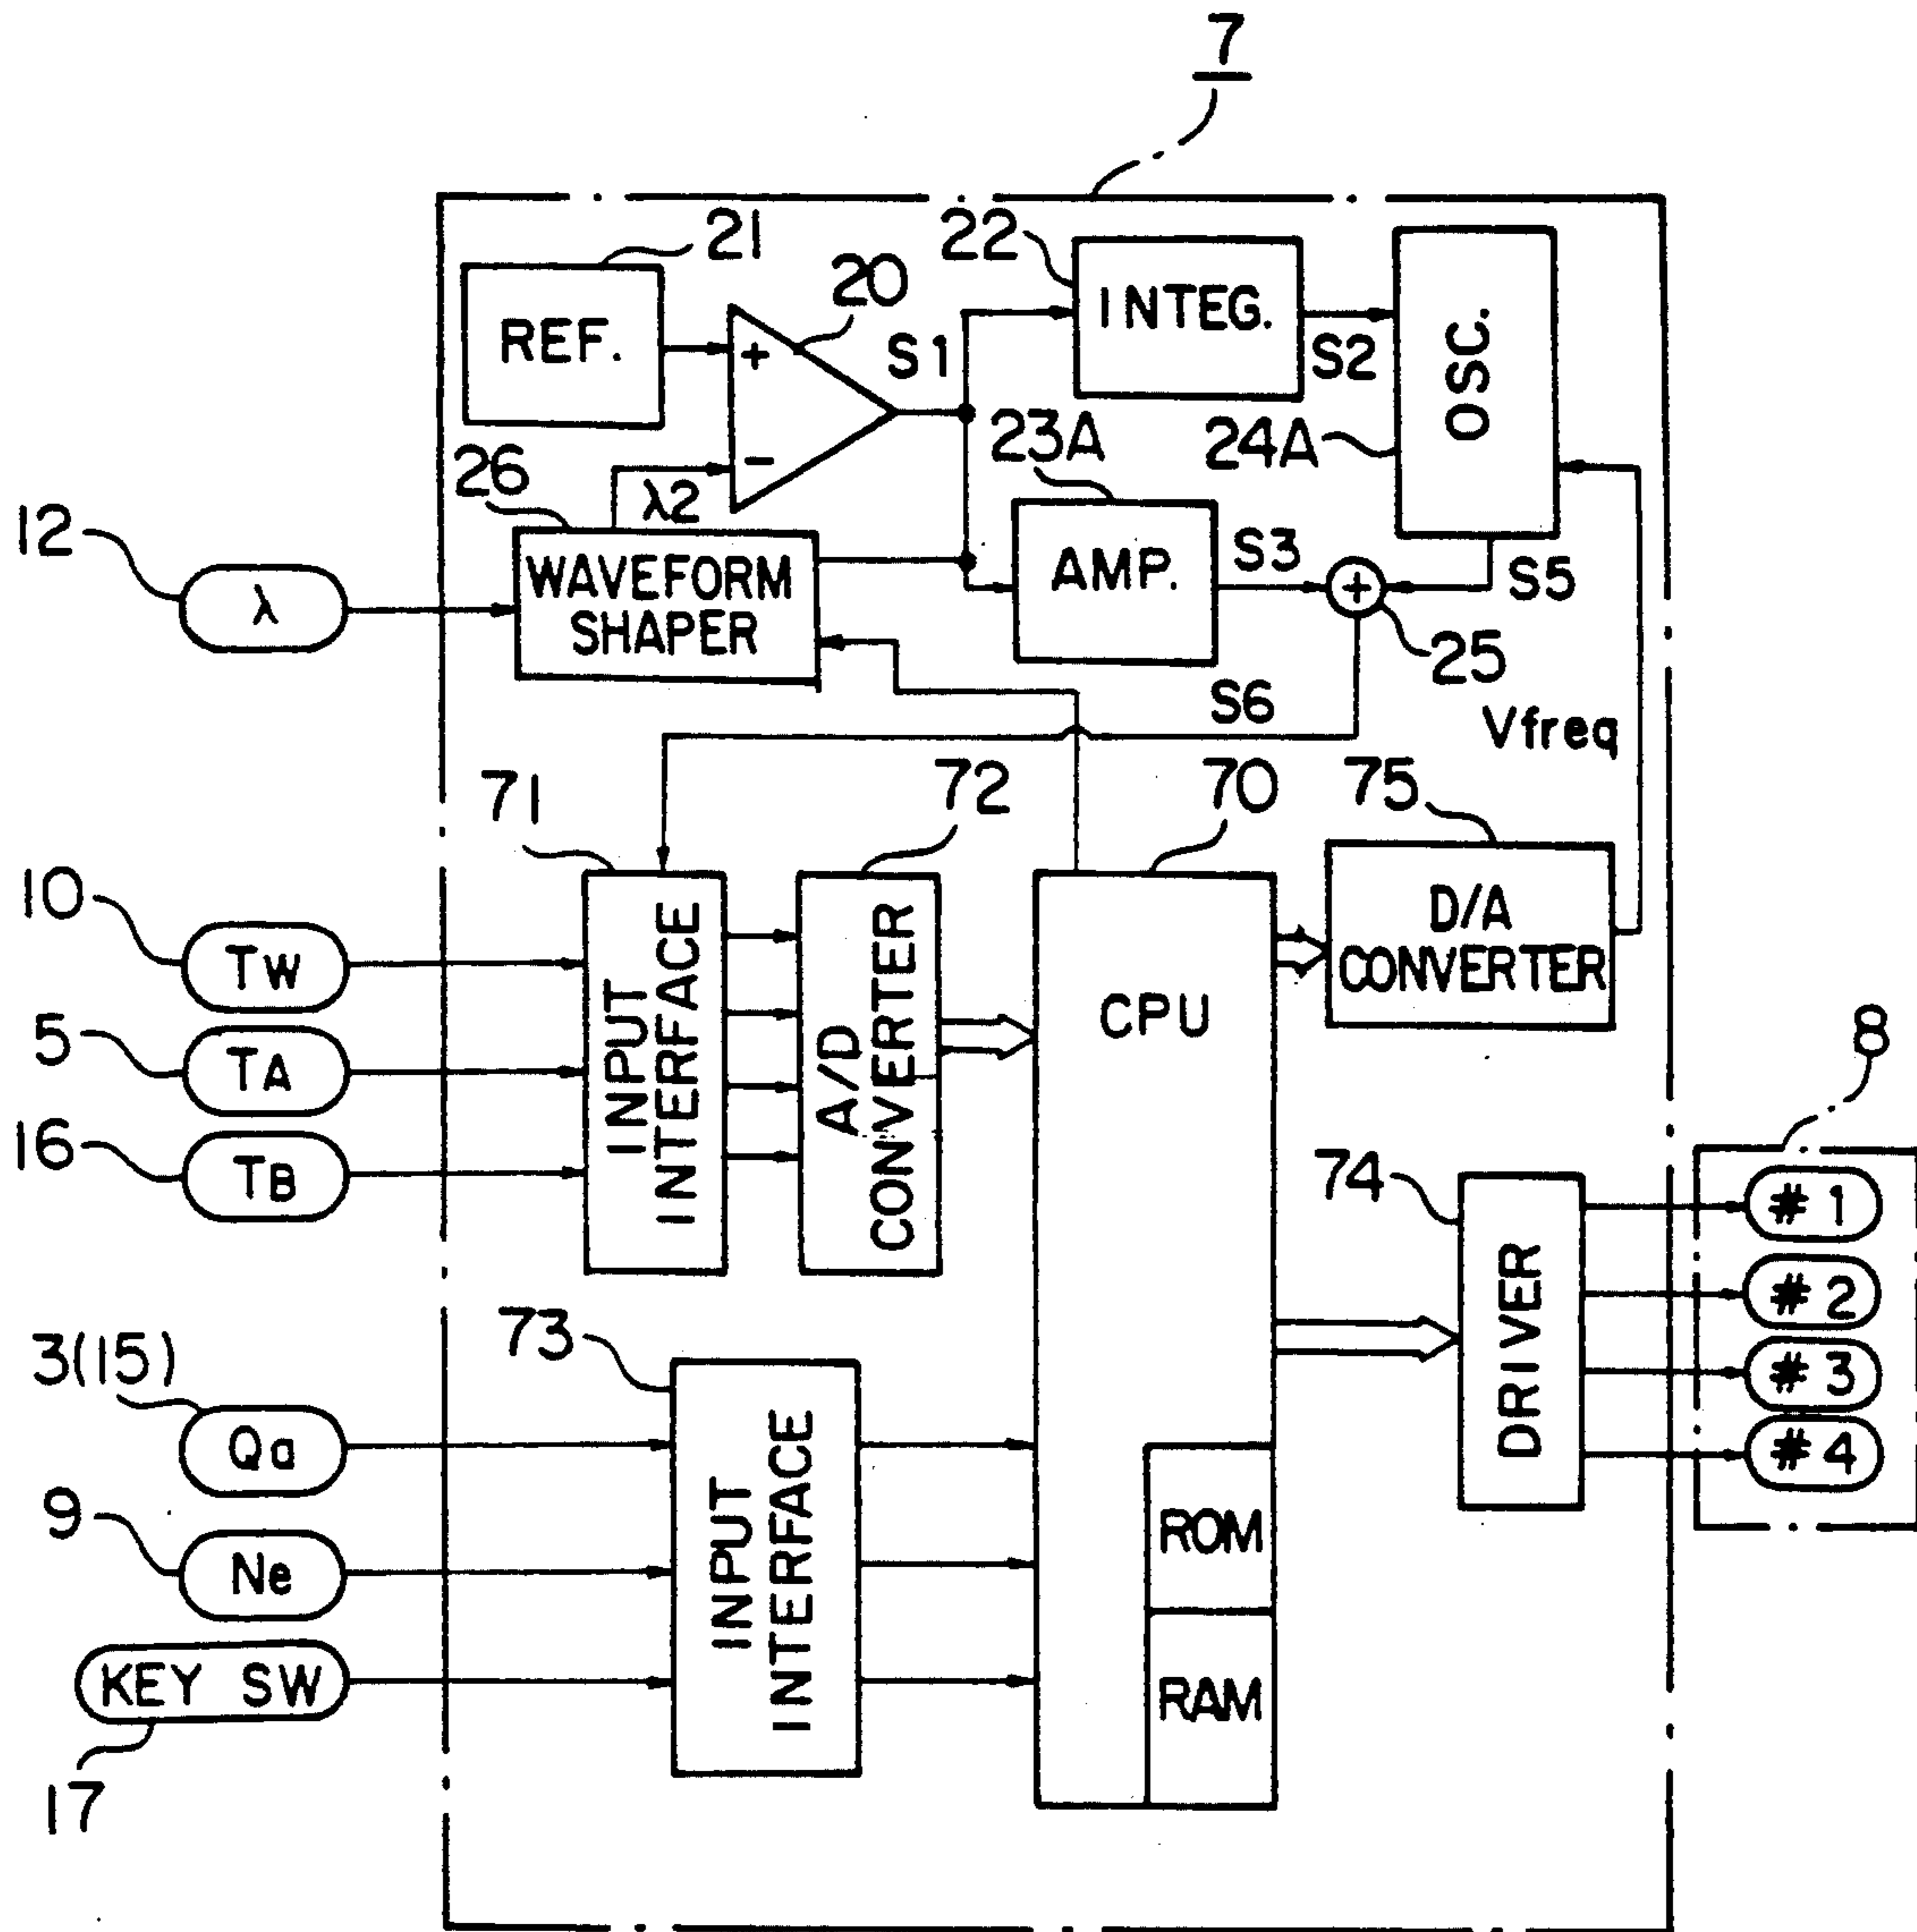 7
21
22
20
REF.
+
-
S1
INTEG.
S2
OSC.
26
λ2
23A
24A
12
λ
WAVEFORM
SHAPER
AMP.
S3
+
S5
25
S6
Vfreq
71
72
70
75
10
TW
5
TA
16
TB
INPUT
INTERFACE
A/D
CONVERTER
CPU
D/A
CONVERTER
8
74
DRIVER
#1
#2
#3
#4
3(15)
Qa
9
Ne
KEY SW
17
73
INPUT
INTERFACE
ROM
RAM